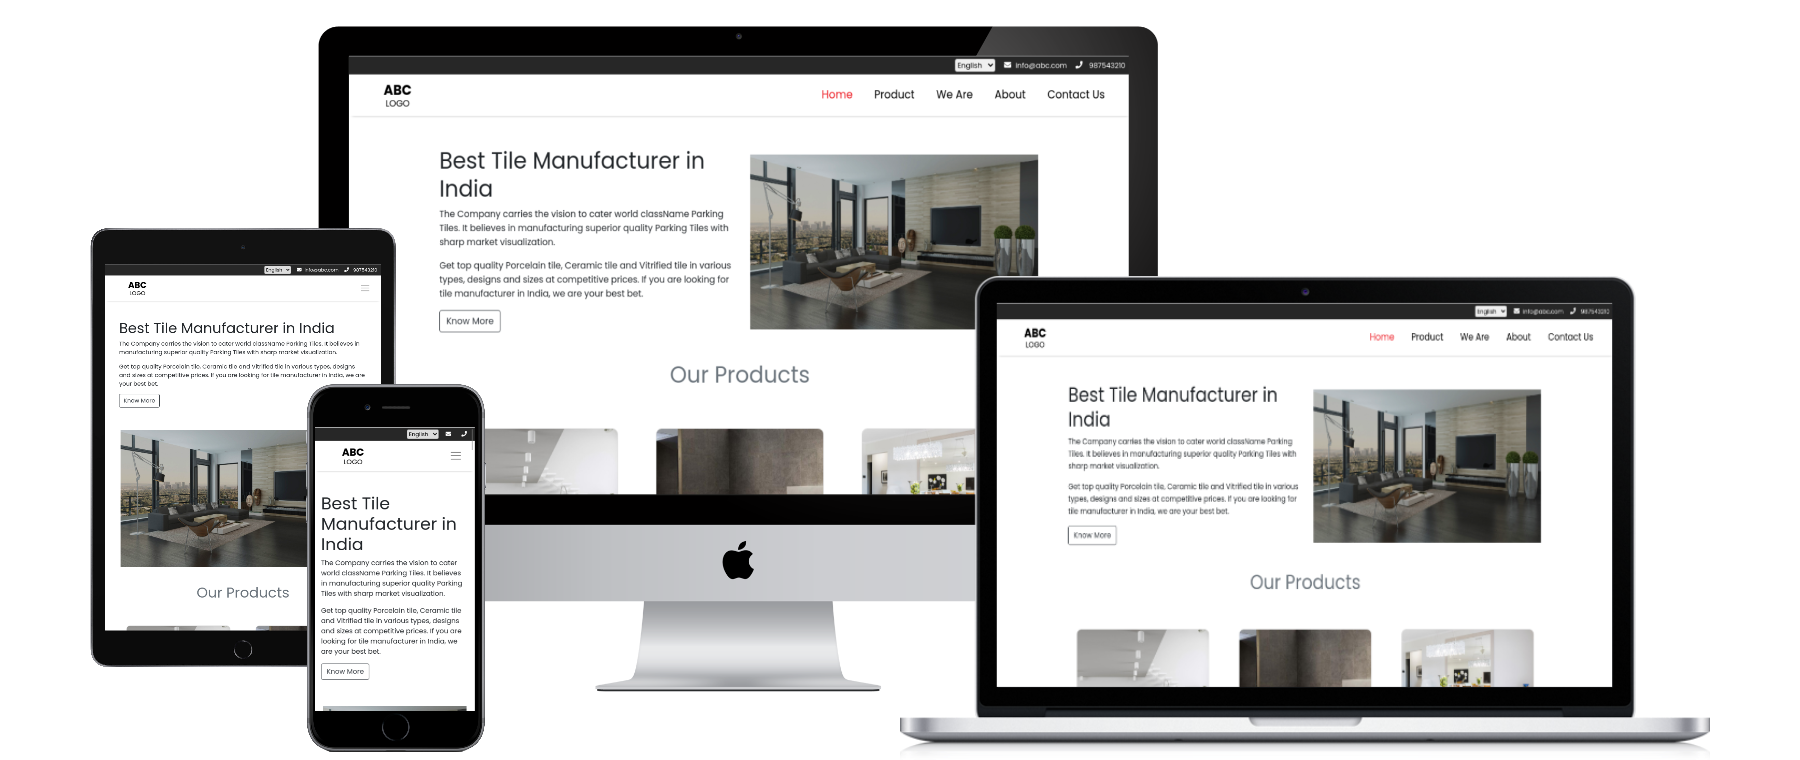 English
info@abc.com
987543210
ABC
LOGO
Home Product We Are About Contact Us
Best Tile Manufacturer in
India
The Company carries the vision to cater world className Parking
Tiles. It believes in manufacturing superior quality Parking Tiles with
sharp market visualization.
Get top quality Porcelain tile, Ceramic tile and Vitrified tile in various
types, designs and sizes at competitive prices. If you are looking for
tile manufacturer in India, we are your best bet.
Know More
Our Products
English
info@abc.com
987543210
ABC
LOGO
Best Tile Manufacturer in India
The Company carries the vision to cater world className Parking Tiles. It believes in
manufacturing superior quality Parking Tiles with sharp market visualization.
Get top quality Porcelain tile, Ceramic tile and Vitrified tile in various types, designs
and sizes at competitive prices. If you are looking for tile manufacturer in India, we are
your best bet.
Know More
Our Products
English
ABC
LOGO
Best Tile
Manufacturer in
India
The Company carries the vision to cater
world className Parking Tiles. It believes
in manufacturing superior quality Parking
Tiles with sharp market visualization.
Get top quality Porcelain tile, Ceramic tile
and Vitrified tile in various types, designs
and sizes at competitive prices. If you are
looking for tile manufacturer in India, we
are your best bet.
Know More
English
info@abc.com
987543210
ABC
LOGO
Home Product We Are About Contact Us
Best Tile Manufacturer in
India
The Company carries the vision to cater world className Parking
Tiles. It believes in manufacturing superior quality Parking Tiles with
sharp market visualization.
Get top quality Porcelain tile, Ceramic tile and Vitrified tile in various
types, designs and sizes at competitive prices. If you are looking for
tile manufacturer in India, we are your best bet.
Know More
Our Products